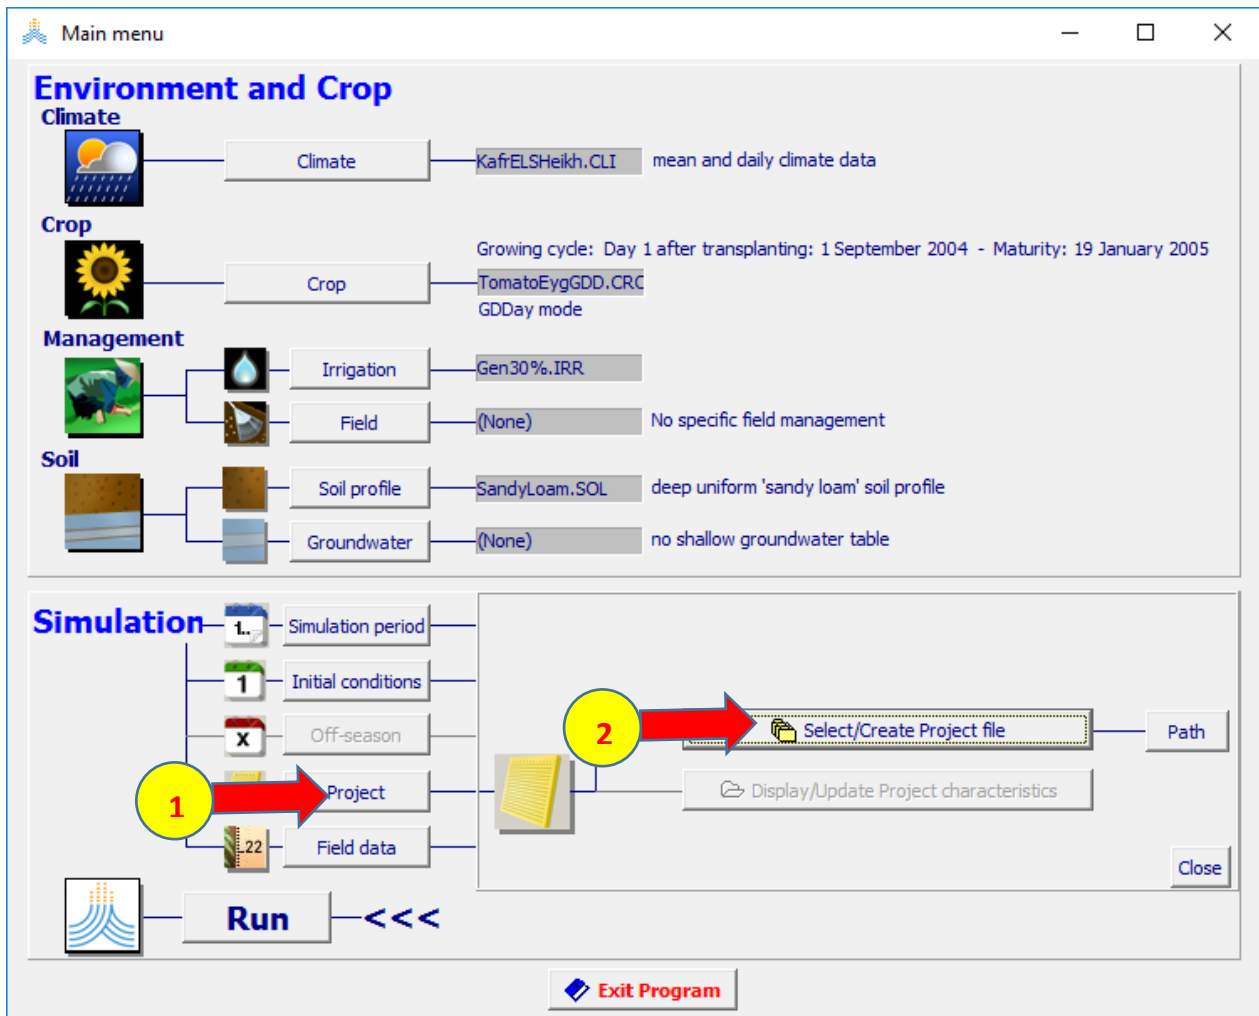 Main menu
Environment and Crop
Climate
Climate
KafrELSHeikh.CLI
mean and daily climate data
Crop
Growing cycle: Day 1 after transplanting: 1 September 2004 - Maturity: 19 January 2005
Crop
TomatoEygGDD.CRC
GDDay mode
Management
Irrigation
Gen30%.IRR
Field
(None)
No specific field management
Soil
Soil profile
SandyLoam.SOL
deep uniform 'sandy loam' soil profile
Groundwater
(None)
no shallow groundwater table
Simulation
1..
Simulation period
1
Initial conditions
X
Off-season
2
Select/Create Project file
Path
1
Project
Display/Update Project characteristics
..22
Field data
Close
Run
<<<
Exit Program